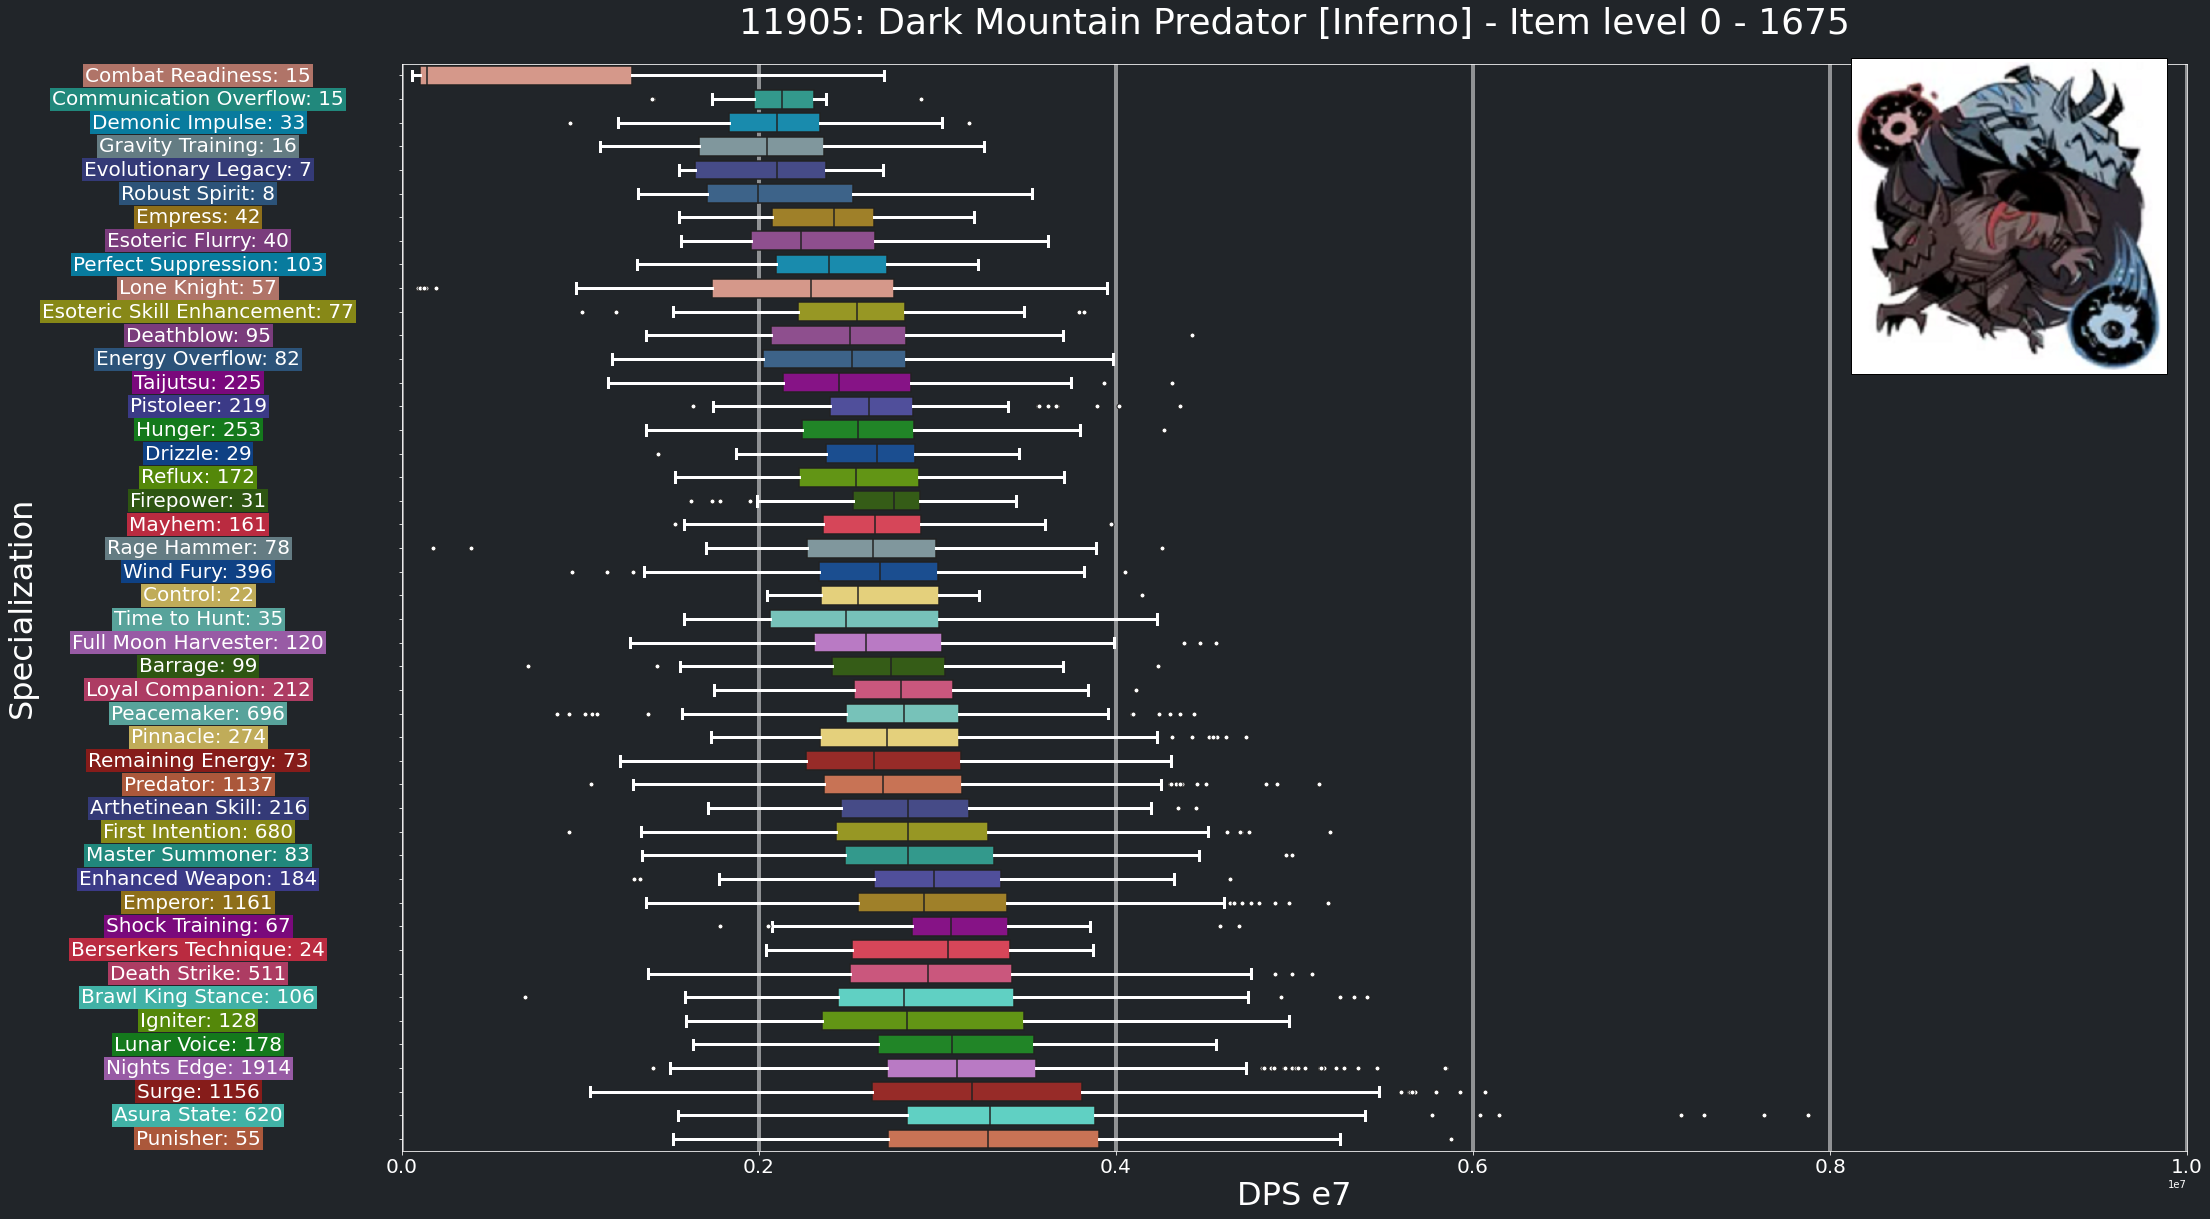 11905: Dark Mountain Predator [Inferno] - Item level 0 - 1675
Specialization
Combat Readiness: 15
Communication Overflow: 15
Demonic Impulse: 33
Gravity Training: 16
Evolutionary Legacy: 7
Robust Spirit: 8
Empress: 42
Esoteric Flurry: 40
Perfect Suppression: 103
Lone Knight: 57
Esoteric Skill Enhancement: 77
Deathblow: 95
Energy Overflow: 82
Taijutsu: 225
Pistoleer: 219
Hunger: 253
Drizzle: 29
Reflux: 172
Firepower: 31
Mayhem: 161
Rage Hammer: 78
Wind Fury: 396
Control: 22
Time to Hunt: 35
Full Moon Harvester: 120
Barrage: 99
Loyal Companion: 212
Peacemaker: 696
Pinnacle: 274
Remaining Energy: 73
Predator: 1137
Arthetinean Skill: 216
First Intention: 680
Master Summoner: 83
Enhanced Weapon: 184
Emperor: 1161
Shock Training: 67
Berserkers Technique: 24
Death Strike: 511
Brawl King Stance: 106
Igniter: 128
Lunar Voice: 178
Nights Edge: 1914
Surge: 1156
Asura State: 620
Punisher: 55
0.0 0.2 0.4 0.6 0.8 1.0
1e7
DPS e7